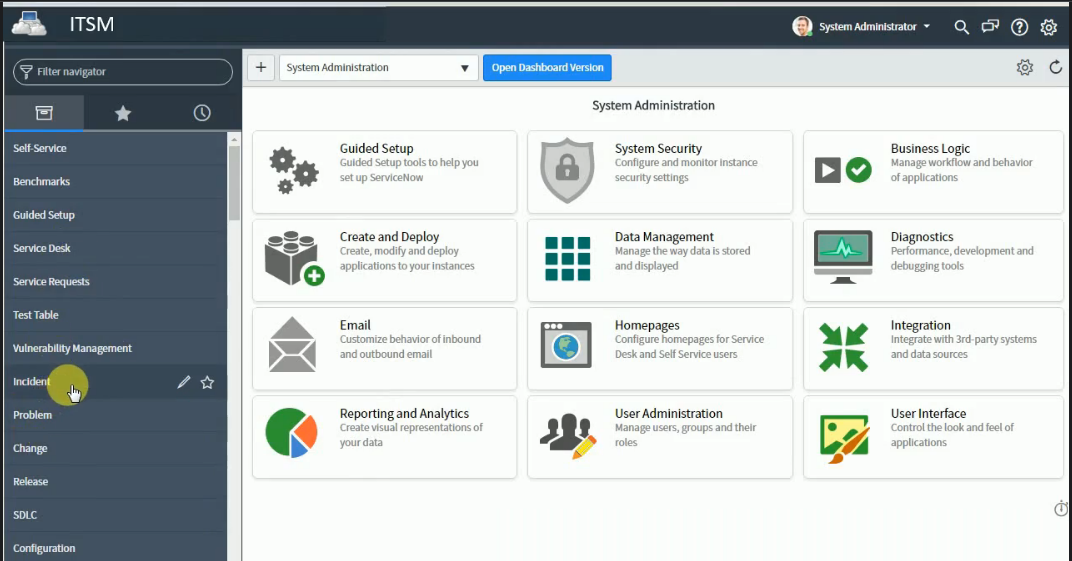 ITSM
System Administrator
Filter navigator
Self-Service
Benchmarks
Guided Setup
Service Desk
Service Requests
Test Table
Vulnerability Management
Incident
Problem
Change
Release
SDLC
Configuration
+
System Administration
Open Dashboard Version
System Administration
Guided Setup
Guided Setup tools to help you
set up ServiceNow
System Security
Configure and monitor instance
security settings
Business Logic
Manage workflow and behavior
of applications
Create and Deploy
Create, modify and deploy
applications to your instances
Data Management
Manage the way data is stored
and displayed
Diagnostics
Performance, development and
debugging tools
Email
Customize behavior of inbound
and outbound email
Homepages
Configure homepages for Service
Desk and Self Service users
Integration
Integrate with 3rd-party systems
and data sources
Reporting and Analytics
Create visual representations of
your data
User Administration
Manage users, groups and their
roles
User Interface
Control the look and feel of
applications